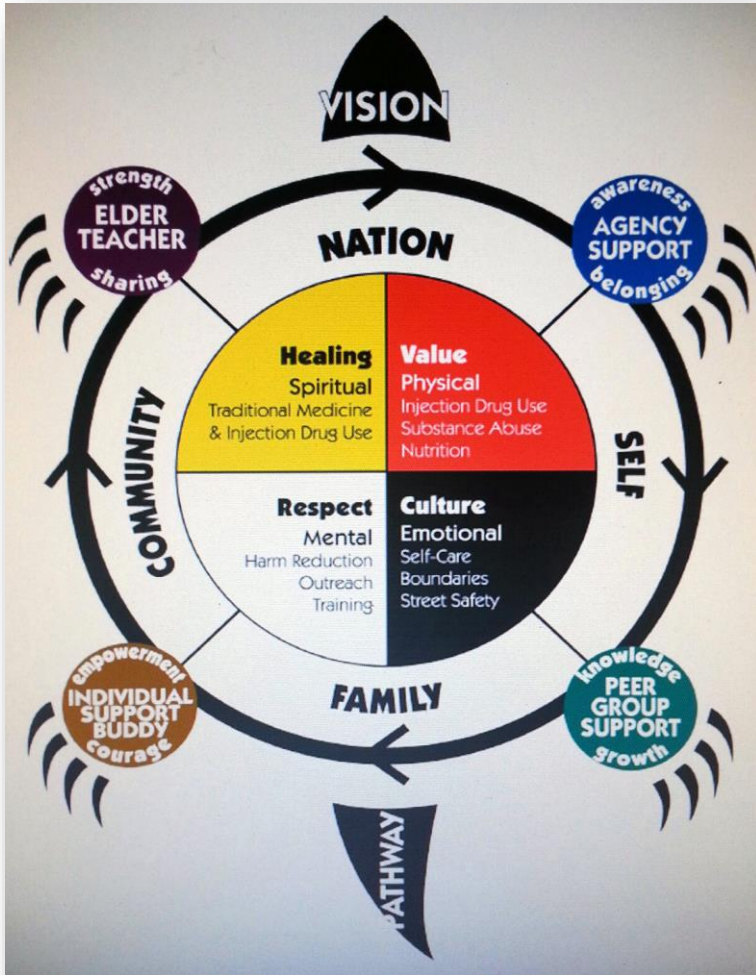 VISION
strength
ELDER
TEACHER
sharing
awareness
AGENCY
SUPPORT
belonging
NATION
Healing
Spiritual
Traditional Medicine
& Injection Drug Use
Value
Physical
Injection Drug Use
Substance Abuse
Nutrition
COMMUNITY
SELF
Respect
Mental
Harm Reduction
Outreach
Training
Culture
Emotional
Self-Care
Boundaries
Street Safety
empowerment
INDIVIDUAL
SUPPORT
BUDDY
courage
FAMILY
knowledge
PEER
GROUP
SUPPORT
growth
PATHWAY